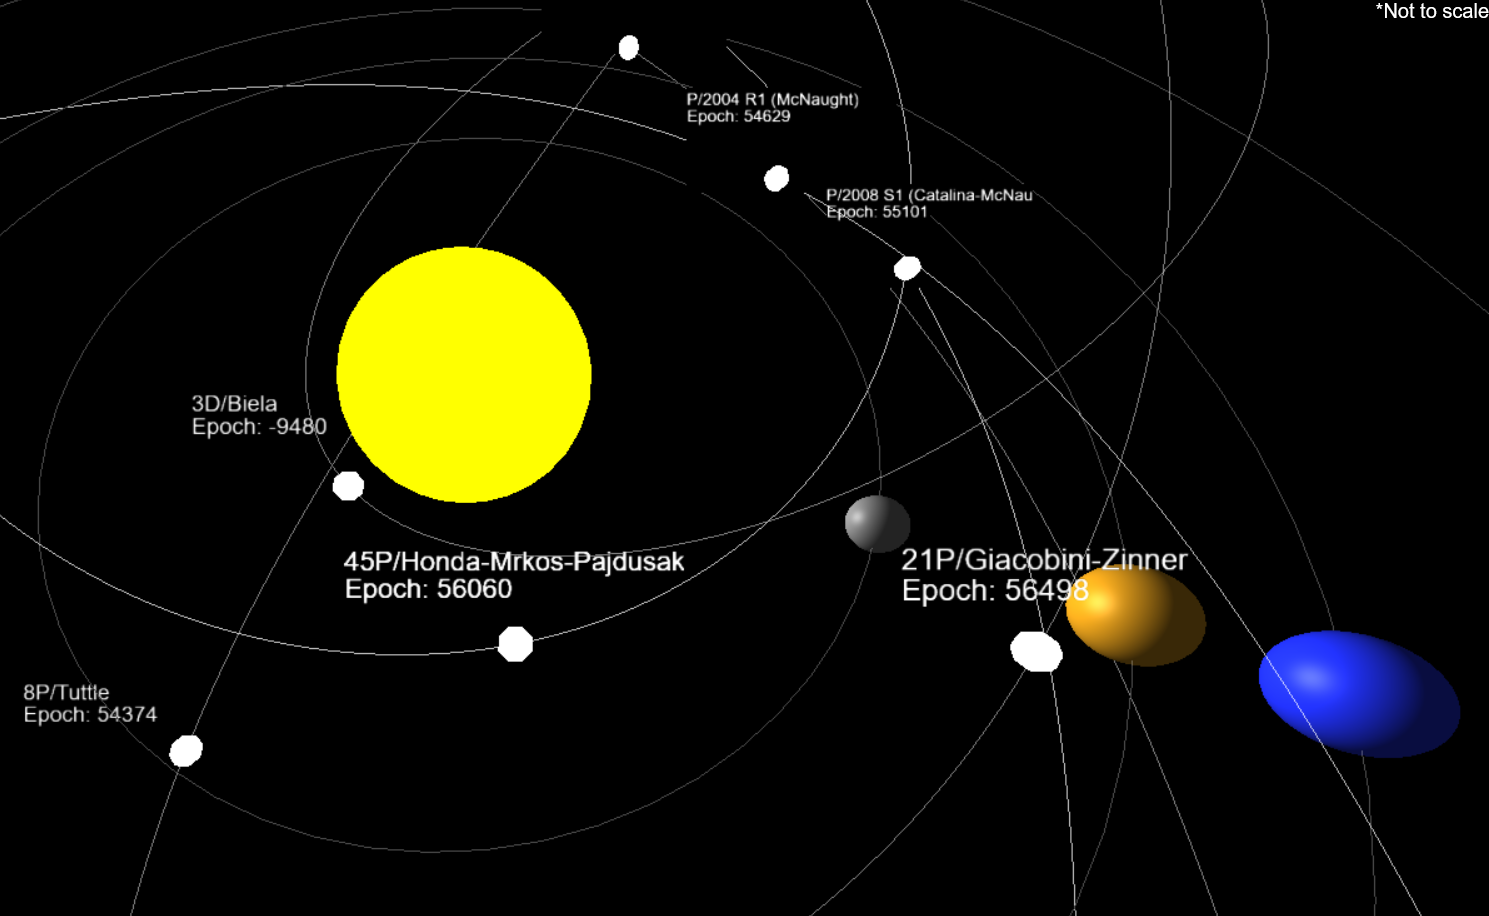 *Not to scale
P/2004 R1 (McNaught)
Epoch: 54629
P/2008 S1 (Catalina-McNau
Epoch: 55101
3D/Biela
Epoch: -9480
45P/Honda-Mrkos-Pajdusak
Epoch: 56060
21P/Giacobini-Zinner
Epoch: 56498
8P/Tuttle
Epoch: 54374